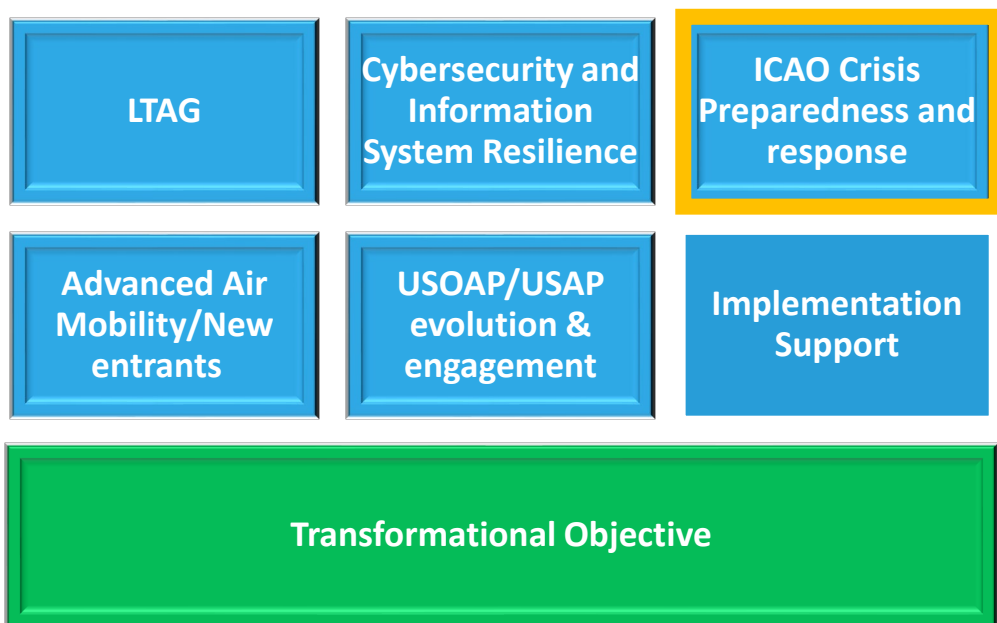 LTAG
Cybersecurity and
Information
System Resilience
ICAO Crisis
Preparedness and
response
Advanced Air
Mobility/New
entrants
USOAP/USAP
evolution &
engagement
Implementation
Support
Transformational Objective